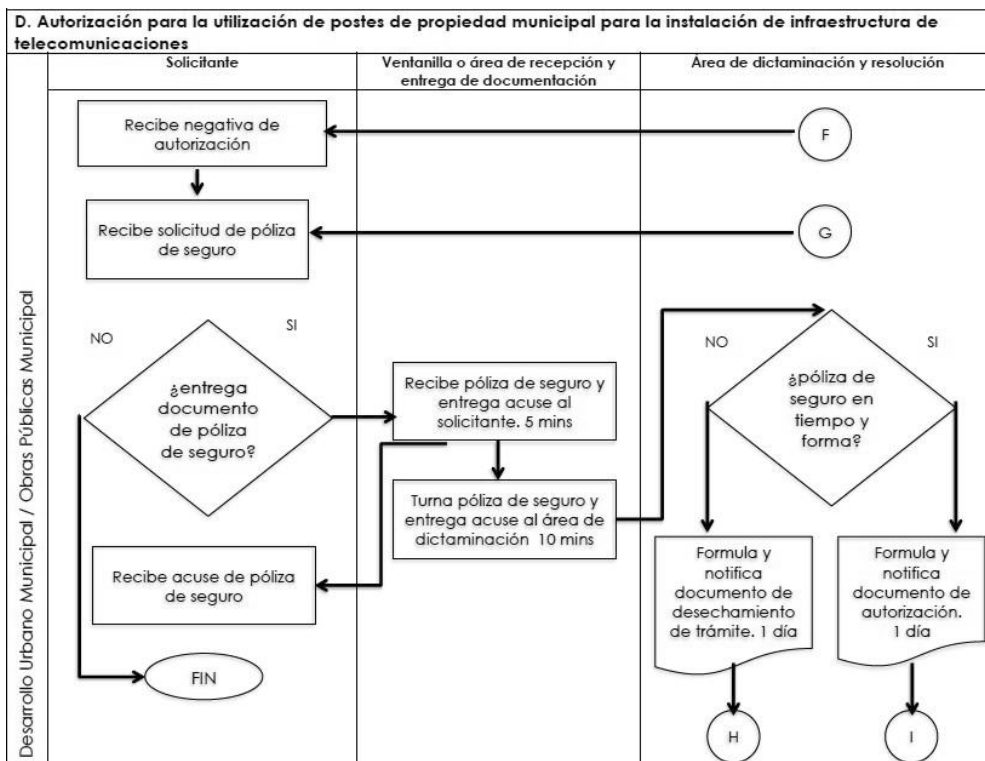 D. Autorización para la utilización de postes de propiedad municipal para la instalación de infraestructura de
telecomunicaciones
Solicitante
Ventanilla o área de recepción y
entrega de documentación
Área de dictaminación y resolución
Desarrollo Urbano Municipal / Obras Públicas Municipal
Recibe negativa de
autorización
F
Recibe solicitud de póliza
de seguro
G
NO
SI
¿entrega
documento
de póliza
de seguro?
Recibe póliza de seguro y
entrega acuse al
solicitante. 5 mins
NO
SI
¿póliza de
seguro en
tiempo y
forma?
Turna póliza de seguro y
entrega acuse al área de
dictaminación 10 mins
Recibe acuse de póliza
de seguro
Formula y
notifica
documento de
desechamiento
de trámite. 1 día
Formula y
notifica
documento de
autorización.
1 día
FIN
H
I